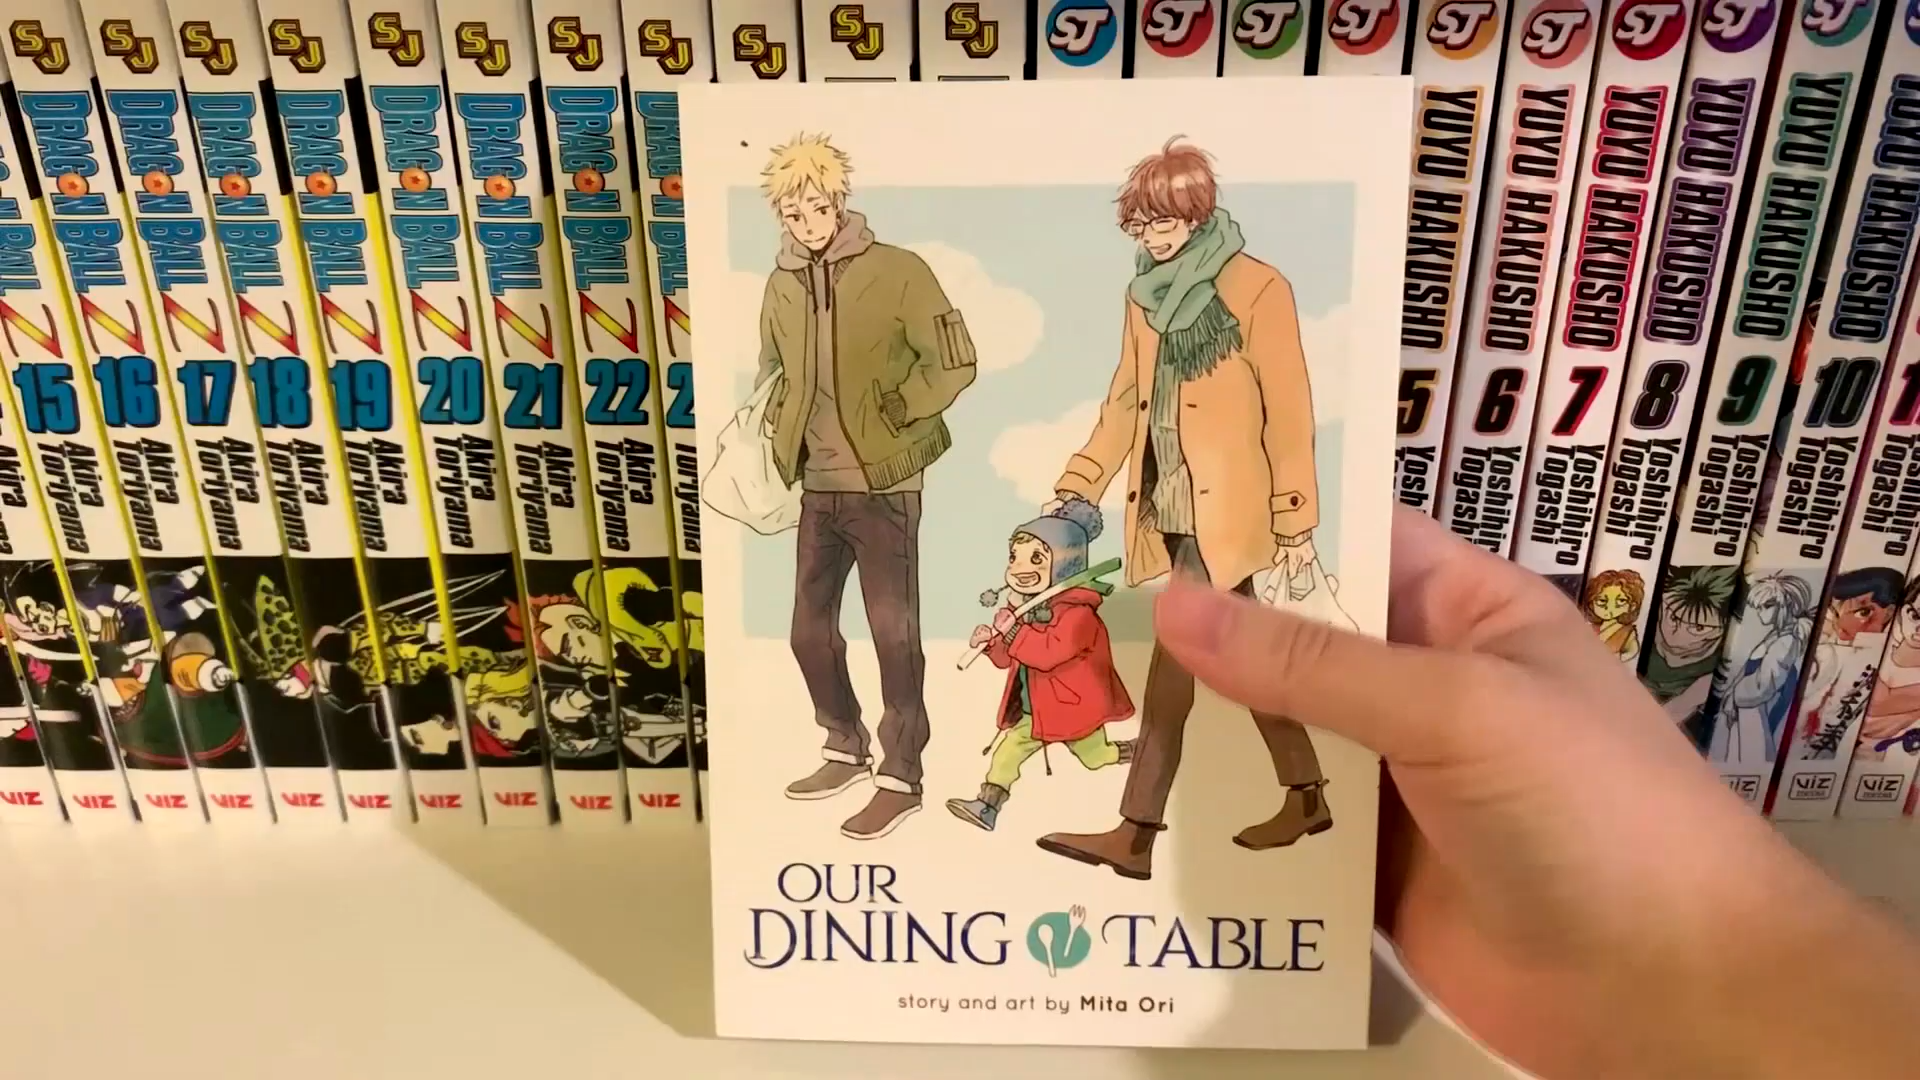 SJ
DRAGON BALL Z
15
Akira Toriyama
VIZ
SJ
DRAGON BALL Z
16
Akira Toriyama
VIZ
SJ
DRAGON BALL Z
17
Akira Toriyama
VIZ
SJ
DRAGON BALL Z
18
Akira Toriyama
VIZ
SJ
DRAGON BALL Z
19
Akira Toriyama
VIZ
SJ
DRAGON BALL Z
20
Akira Toriyama
VIZ
SJ
DRAGON BALL Z
21
Akira Toriyama
VIZ
SJ
DRAGON BALL Z
22
Akira Toriyama
VIZ
SJ
VIZ
SJ
SJ
SJ
SJ
SJ
SJ
OUR
DINING TABLE
story and art by Mita Ori
SJ
YUYU HAKUSHO
5
SJ
YUYU HAKUSHO
6
Yoshihiro Togashi
SJ
YUYU HAKUSHO
7
Yoshihiro Togashi
SJ
YUYU HAKUSHO
8
Yoshihiro Togashi
VIZ
SJ
YUYU HAKUSHO
9
Yoshihiro Togashi
VIZ
YUYU HAKUSHO
10
Yoshihiro Togashi
VIZ